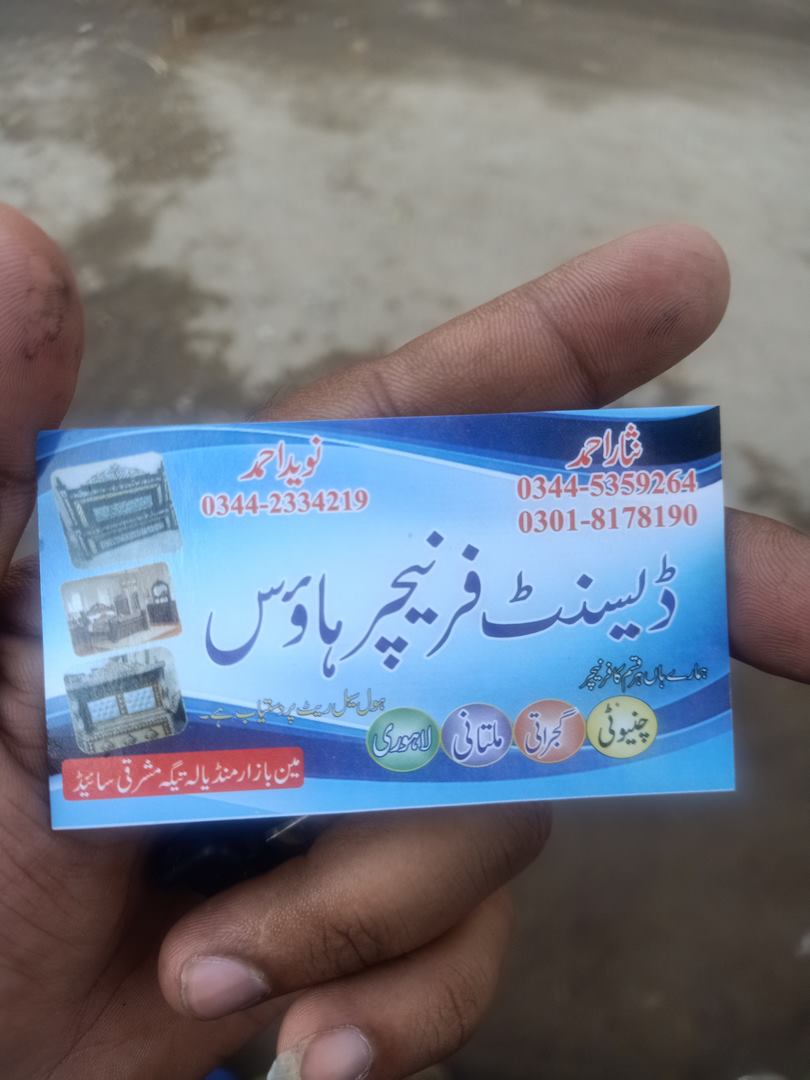 نثار احمد
0344-5359264
0301-8178190
نوید احمد
0344-2334219
ڈیسنٹ فرنیچر ہاؤس
ہمارے ہاں ہر قسم کا فرنیچر
چنیوٹی گجراتی ملتانی لاہوری
ہول سیل ریٹ پر دستیاب ہے۔
مین بازار منڈیالہ تیگہ مشرقی سائیڈ